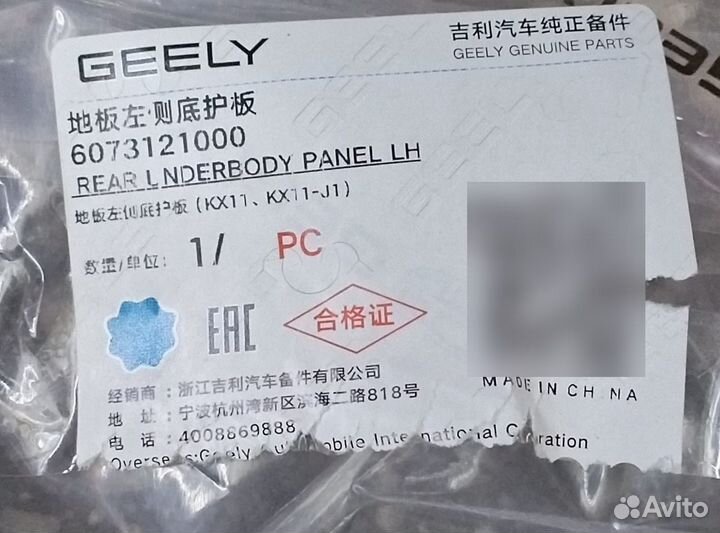 GEELY
吉利汽车纯正备件
GEELY GENUINE PARTS
地板左侧底护板
6073121000
REAR UNDERBODY PANEL LH
地板左侧底护板 (KX11、KX11-J1)
数量/单位: 1/ PC
EAC
合格证
MADE IN CHINA
经销商:浙江吉利汽车备件有限公司
地 址:宁波杭州湾新区滨海二路818号
电 话:4008869888
Overseas:Geely Automobile International Corporation
Avito